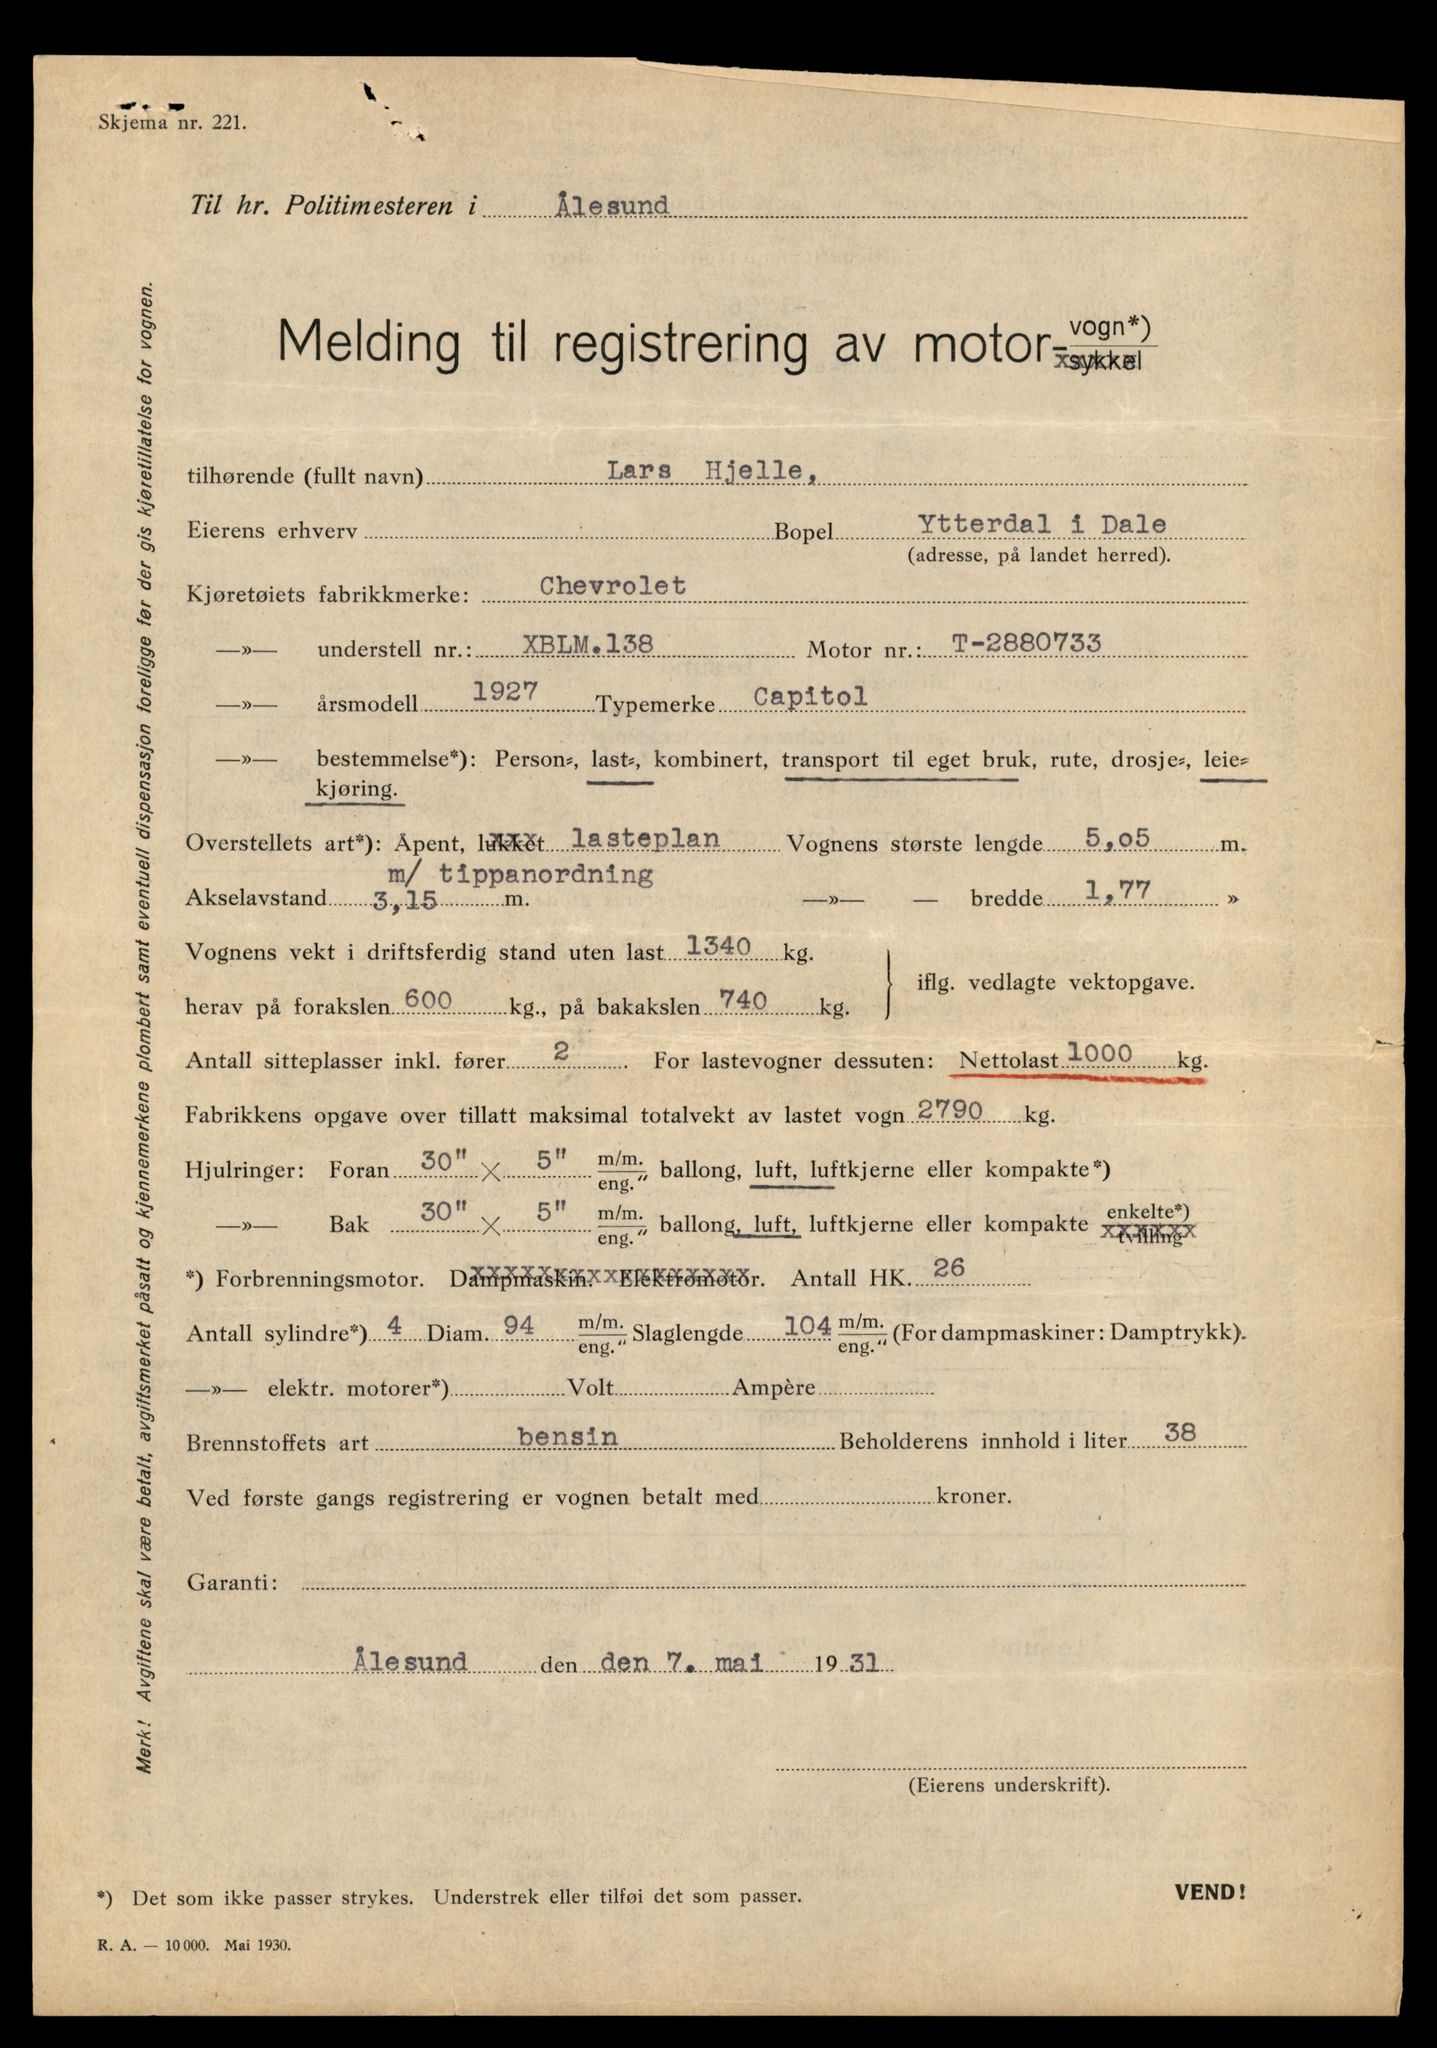 Skjema nr. 221.
Til hr. Politimesteren i Ålesund
Melding til registrering av motor- vogn*)
sykkel
tilhørende (fullt navn) Lars Hjelle,
Eierens erhverv Bopel Ytterdal i Dale
(adresse, på landet herred).
Kjøretøiets fabrikkmerke: Chevrolet
—»— understell nr.: XBLM.138 Motor nr.: T-2880733
—»— årsmodell 1927 Typemerke Capitol
—»— bestemmelse*): Person-, last-, kombinert, transport til eget bruk, rute, drosje-, leie-
kjøring.
Overstellets art*): Åpent, lukket lasteplan Vognens største lengde 5,05 m.
m/ tippanordning
Akselavstand 3,15 m. —»— — bredde 1,77 »
Vognens vekt i driftsferdig stand uten last 1340 kg.
iflg. vedlagte vektopgave.
herav på forakslen 600 kg., på bakakslen 740 kg.
Antall sitteplasser inkl. fører 2. For lastevogner dessuten: Nettolast 1000 kg.
Fabrikkens opgave over tillatt maksimal totalvekt av lastet vogn 2790 kg.
Hjulringer: Foran 30" × 5" m/m. eng." ballong, luft, luftkjerne eller kompakte*)
—»— Bak 30" × 5" m/m. eng." ballong, luft, luftkjerne eller kompakte enkelte*) tvilling
*) Forbrenningsmotor. Dampmaskin. Elektromotor. Antall HK. 26
Antall sylindre*) 4 Diam. 94 m/m. eng." Slaglengde 104 m/m. eng." (For dampmaskiner: Damptrykk).
—»— elektr. motorer*) Volt Ampère
Brennstoffets art bensin Beholderens innhold i liter 38
Ved første gangs registrering er vognen betalt med kroner.
Garanti:
Ålesund den den 7. mai 1931
(Eierens underskrift).
*) Det som ikke passer strykes. Understrek eller tilføi det som passer.
VEND!
R. A. — 10 000. Mai 1930.
Merk! Avgiftene skal være betalt, avgiftsmerket påsatt og kjennemerkene plombert samt eventuell dispensasjon foreligge før der gis kjøretillatelse for vognen.